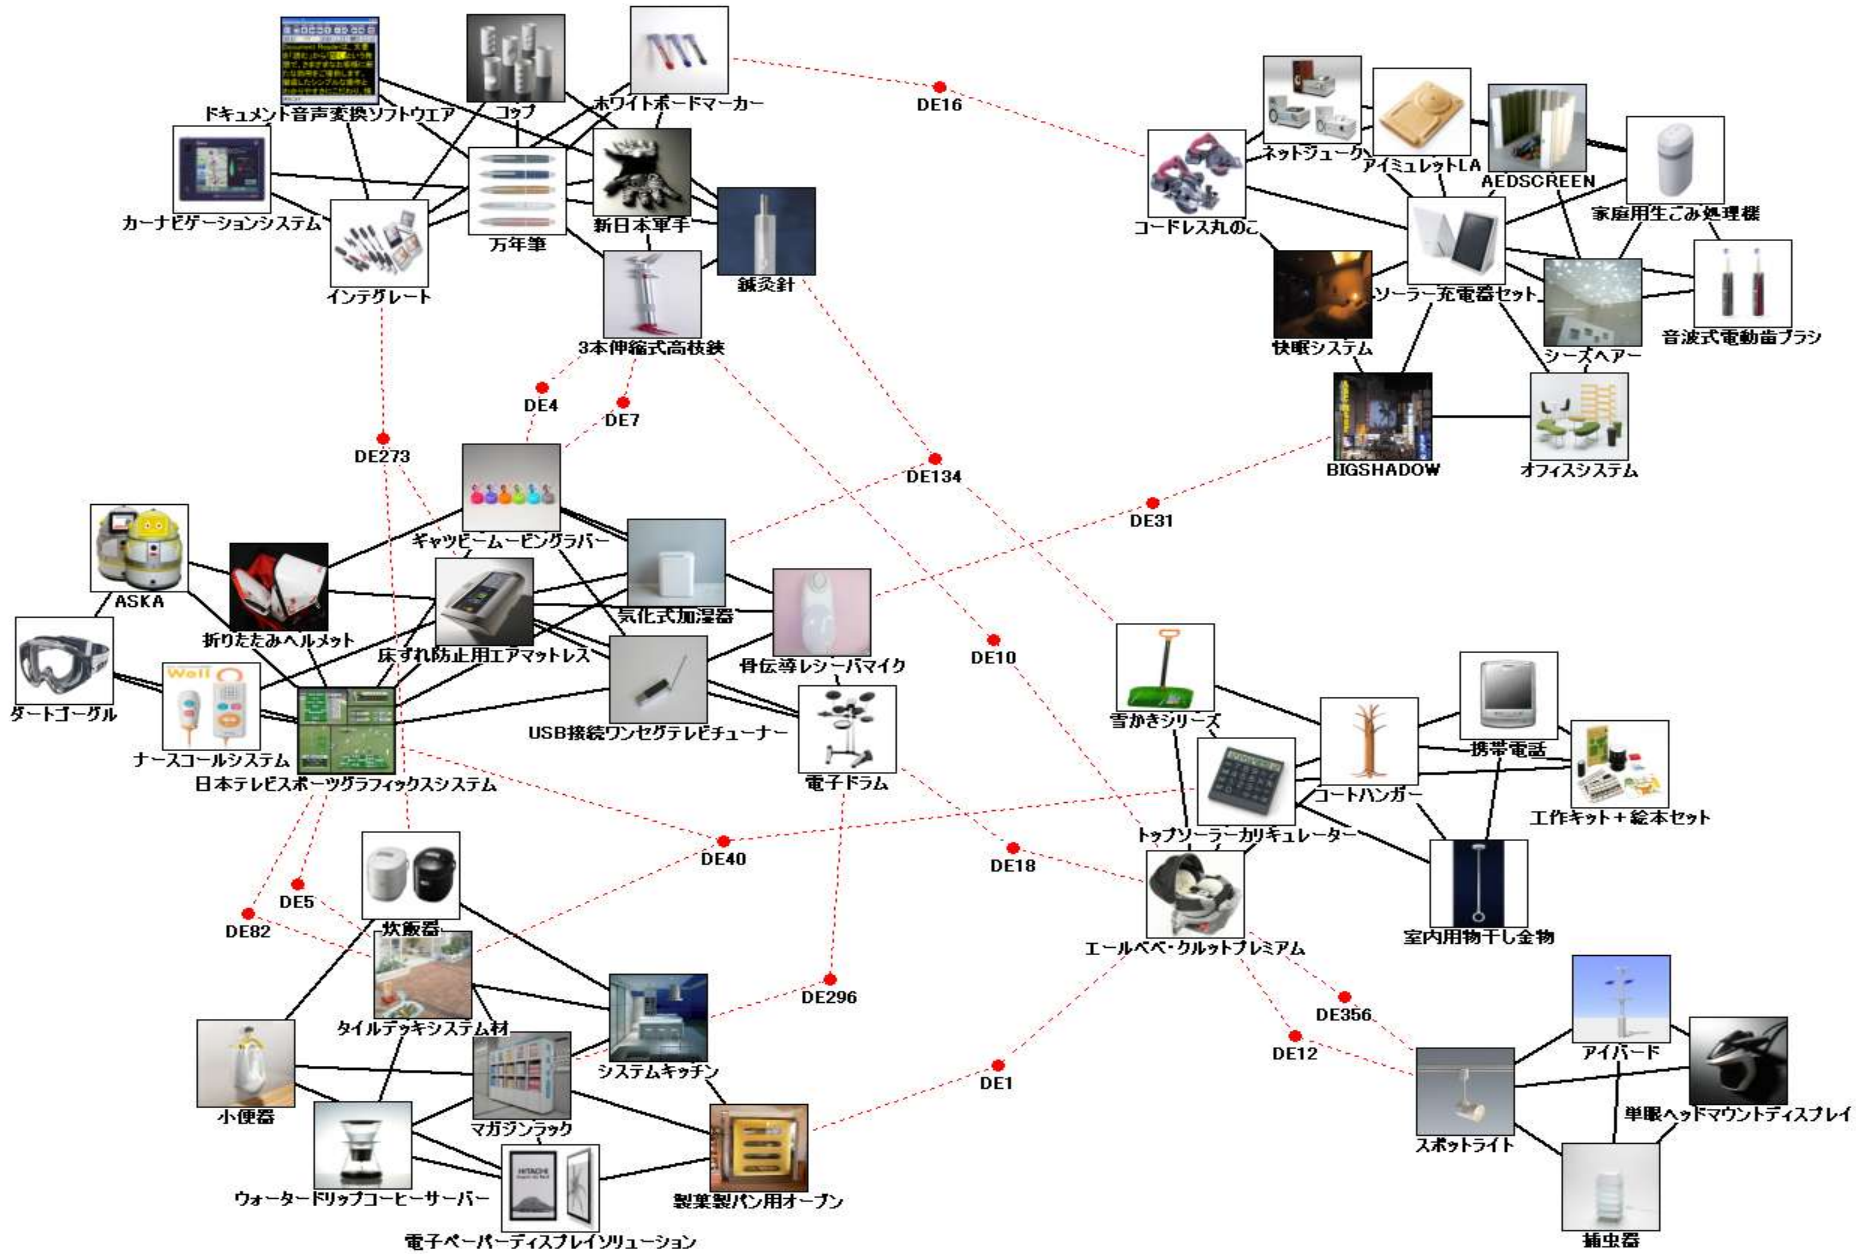 ドキュメント音声変換ソフトウエア
コップ
ホワイトボードマーカー
DE16
カーナビゲーションシステム
万年筆
新日本軍手
インテグレート
鍼灸針
3本伸縮式高枝鋏
ネットジューク
アイミュレットLA
AEDSCREEN
家庭用生ごみ処理機
コードレス丸のこ
ソーラー充電器セット
快眠システム
シーズヘアー
音波式電動歯ブラシ
BIGSHADOW
オフィスシステム
DE4
DE7
DE273
DE134
DE31
ギャツビームービングラバー
ASKA
折りたたみヘルメット
床ずれ防止用エアマットレス
気化式加湿器
骨伝導レシーバマイク
DE10
ダートゴーグル
Well
ナースコールシステム
日本テレビスポーツグラフィックスシステム
USB接続ワンセグテレビチューナー
電子ドラム
雪かきシリーズ
コートハンガー
携帯電話
工作キット+絵本セット
トップソーラーカリキュレーター
DE40
DE18
DE5
DE82
炊飯器
エールベベ・クルットプレミアム
室内用物干し金物
DE296
タイルデッキシステム材
システムキッチン
DE356
DE12
DE1
アイバード
小便器
マガジンラック
単眼ヘッドマウントディスプレイ
スポットライト
ウォータードリップコーヒーサーバー
HITACHI
製菓製パン用オーブン
電子ペーパーディスプレイソリューション
捕虫器